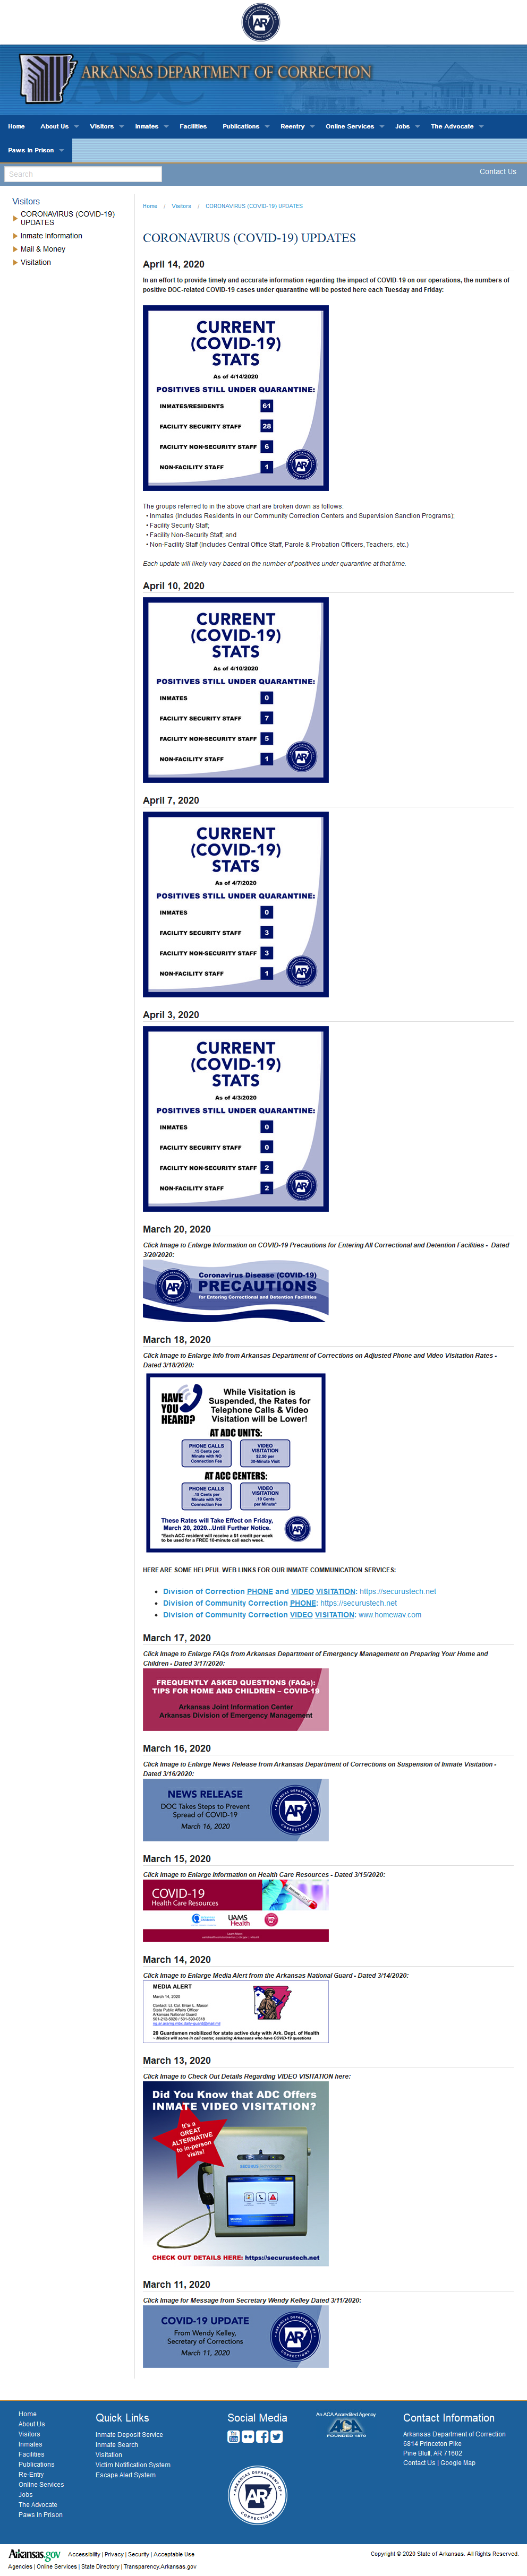 ARKANSAS DEPARTMENT OF CORRECTION
Home
About Us
Visitors
Inmates
Facilities
Publications
Reentry
Online Services
Jobs
The Advocate
Paws In Prison
Search
Contact Us
Visitors
CORONAVIRUS (COVID-19)
UPDATES
Inmate Information
Mail & Money
Visitation
Home / Visitors / CORONAVIRUS (COVID-19) UPDATES
CORONAVIRUS (COVID-19) UPDATES
April 14, 2020
In an effort to provide timely and accurate information regarding the impact of COVID-19 on our operations, the numbers of
positive DOC-related COVID-19 cases under quarantine will be posted here each Tuesday and Friday:
CURRENT
(COVID-19)
STATS
As of 4/14/2020
POSITIVES STILL UNDER QUARANTINE:
INMATES/RESIDENTS 61
FACILITY SECURITY STAFF 28
FACILITY NON-SECURITY STAFF 6
NON-FACILITY STAFF 1
AR
The groups referred to in the above chart are broken down as follows:
• Inmates (Includes Residents in our Community Correction Centers and Supervision Sanction Programs);
• Facility Security Staff;
• Facility Non-Security Staff; and
• Non-Facility Staff (Includes Central Office Staff, Parole & Probation Officers, Teachers, etc.)
Each update will likely vary based on the number of positives under quarantine at that time.
April 10, 2020
CURRENT
(COVID-19)
STATS
As of 4/10/2020
POSITIVES STILL UNDER QUARANTINE:
INMATES 0
FACILITY SECURITY STAFF 7
FACILITY NON-SECURITY STAFF 5
NON-FACILITY STAFF 1
AR
April 7, 2020
CURRENT
(COVID-19)
STATS
As of 4/7/2020
POSITIVES STILL UNDER QUARANTINE:
INMATES 0
FACILITY SECURITY STAFF 3
FACILITY NON-SECURITY STAFF 3
NON-FACILITY STAFF 1
AR
April 3, 2020
CURRENT
(COVID-19)
STATS
As of 4/3/2020
POSITIVES STILL UNDER QUARANTINE:
INMATES 0
FACILITY SECURITY STAFF 0
FACILITY NON-SECURITY STAFF 2
NON-FACILITY STAFF 2
AR
March 20, 2020
Click Image to Enlarge Information on COVID-19 Precautions for Entering All Correctional and Detention Facilities - Dated
3/20/2020:
AR
Coronavirus Disease (COVID-19)
PRECAUTIONS
for Entering Correctional and Detention Facilities
March 18, 2020
Click Image to Enlarge Info from Arkansas Department of Corrections on Adjusted Phone and Video Visitation Rates -
Dated 3/18/2020:
HAVE YOU HEARD?
While Visitation is
Suspended, the Rates for
Telephone Calls & Video
Visitation will be Lower!
AT ADC UNITS:
PHONE CALLS
.15 Cents per
Minute with NO
Connection Fee
VIDEO
VISITATION
$2.50 per
30-Minute Visit
AT ACC CENTERS:
PHONE CALLS
.15 Cents per
Minute with NO
Connection Fee
VIDEO
VISITATION
.10 Cents
per Minute*
These Rates will Take Effect on Friday,
March 20, 2020...Until Further Notice.
*Each ACC resident will receive a $1 credit per week
to be used for a FREE 10-minute call each week.
AR
HERE ARE SOME HELPFUL WEB LINKS FOR OUR INMATE COMMUNICATION SERVICES:
• Division of Correction PHONE and VIDEO VISITATION: https://securustech.net
• Division of Community Correction PHONE: https://securustech.net
• Division of Community Correction VIDEO VISITATION: www.homewav.com
March 17, 2020
Click Image to Enlarge FAQs from Arkansas Department of Emergency Management on Preparing Your Home and
Children - Dated 3/17/2020:
FREQUENTLY ASKED QUESTIONS (FAQs):
TIPS FOR HOME AND CHILDREN – COVID-19
Arkansas Joint Information Center
Arkansas Division of Emergency Management
March 16, 2020
Click Image to Enlarge News Release from Arkansas Department of Corrections on Suspension of Inmate Visitation -
Dated 3/16/2020:
NEWS RELEASE
DOC Takes Steps to Prevent
Spread of COVID-19
March 16, 2020
AR
March 15, 2020
Click Image to Enlarge Information on Health Care Resources - Dated 3/15/2020:
COVID-19
Health Care Resources
UAMS
Health
March 14, 2020
Click Image to Enlarge Media Alert from the Arkansas National Guard - Dated 3/14/2020:
MEDIA ALERT
March 14, 2020
Contact: Lt. Col. Brian L. Mason
State Public Affairs Officer
Arkansas National Guard
20 Guardsmen mobilized for state active duty with Ark. Dept. of Health
~ Medics will serve in call center, assisting Arkansans who have COVID-19 questions
March 13, 2020
Click Image to Check Out Details Regarding VIDEO VISITATION here:
Did You Know that ADC Offers
INMATE VIDEO VISITATION?
It's a
GREAT
ALTERNATIVE
to in-person
visits!
CHECK OUT DETAILS HERE: https://securustech.net
March 11, 2020
Click Image for Message from Secretary Wendy Kelley Dated 3/11/2020:
COVID-19 UPDATE
From Wendy Kelley,
Secretary of Corrections
March 11, 2020
AR
Home
About Us
Visitors
Inmates
Facilities
Publications
Re-Entry
Online Services
Jobs
The Advocate
Paws In Prison
Quick Links
Inmate Deposit Service
Inmate Search
Visitation
Victim Notification System
Escape Alert System
Social Media
An ACA Accredited Agency
ACA
FOUNDED 1870
AR
Contact Information
Arkansas Department of Correction
6814 Princeton Pike
Pine Bluff, AR 71602
Contact Us | Google Map
Arkansas.gov
Accessibility | Privacy | Security | Acceptable Use
Agencies | Online Services | State Directory | Transparency.Arkansas.gov
Copyright © 2020 State of Arkansas. All Rights Reserved.